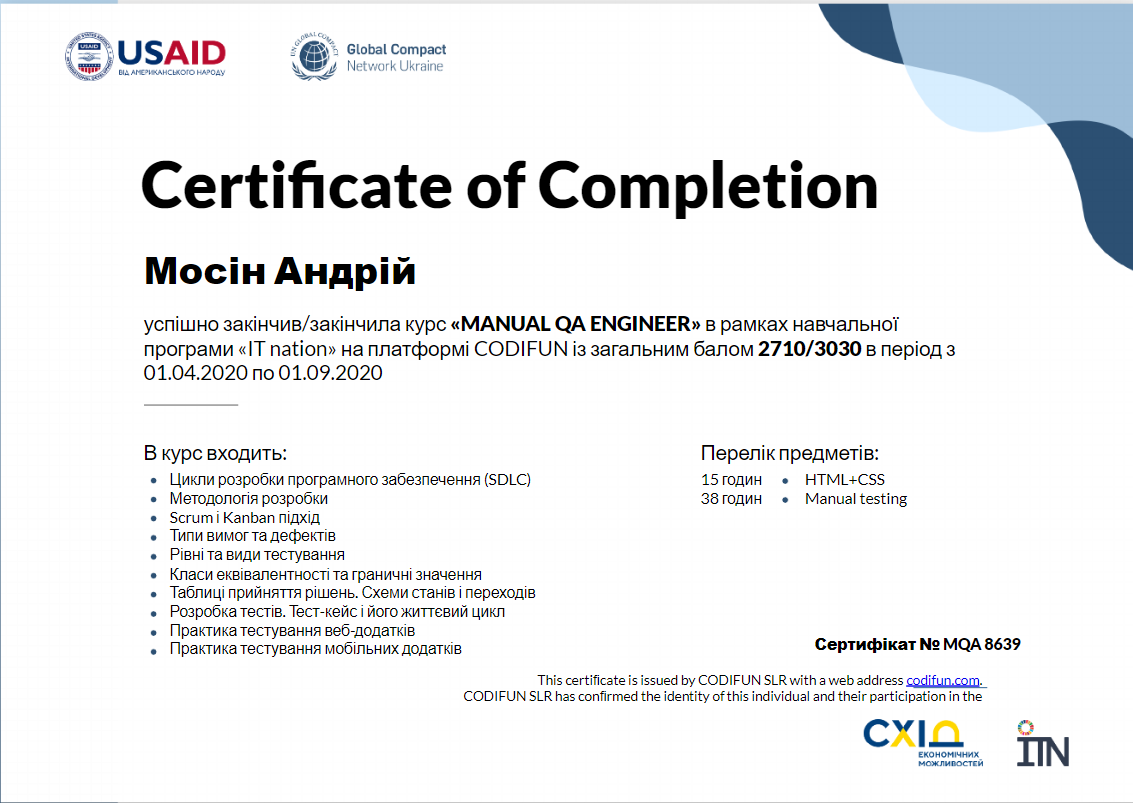 USAID
ВІД АМЕРИКАНСЬКОГО НАРОДУ
UN GLOBAL COMPACT
Global Compact
Network Ukraine
Certificate of Completion
Мосін Андрій
успішно закінчив/закінчила курс «MANUAL QA ENGINEER» в рамках навчальної
програми «IT nation» на платформі CODIFUN із загальним балом 2710/3030 в період з
01.04.2020 по 01.09.2020
В курс входить:
Цикли розробки програмного забезпечення (SDLC)
Методологія розробки
Scrum і Kanban підхід
Типи вимог та дефектів
Рівні та види тестування
Класи еквівалентності та граничні значення
Таблиці прийняття рішень. Схеми станів і переходів
Розробка тестів. Тест-кейс і його життєвий цикл
Практика тестування веб-додатків
Практика тестування мобільних додатків
Перелік предметів:
15 годин • HTML+CSS
38 годин • Manual testing
Сертифікат № MQA 8639
This certificate is issued by CODIFUN SLR with a web address codifun.com.
CODIFUN SLR has confirmed the identity of this individual and their participation in the
СХІД
ЕКОНОМІЧНИХ
МОЖЛИВОСТЕЙ
ITN